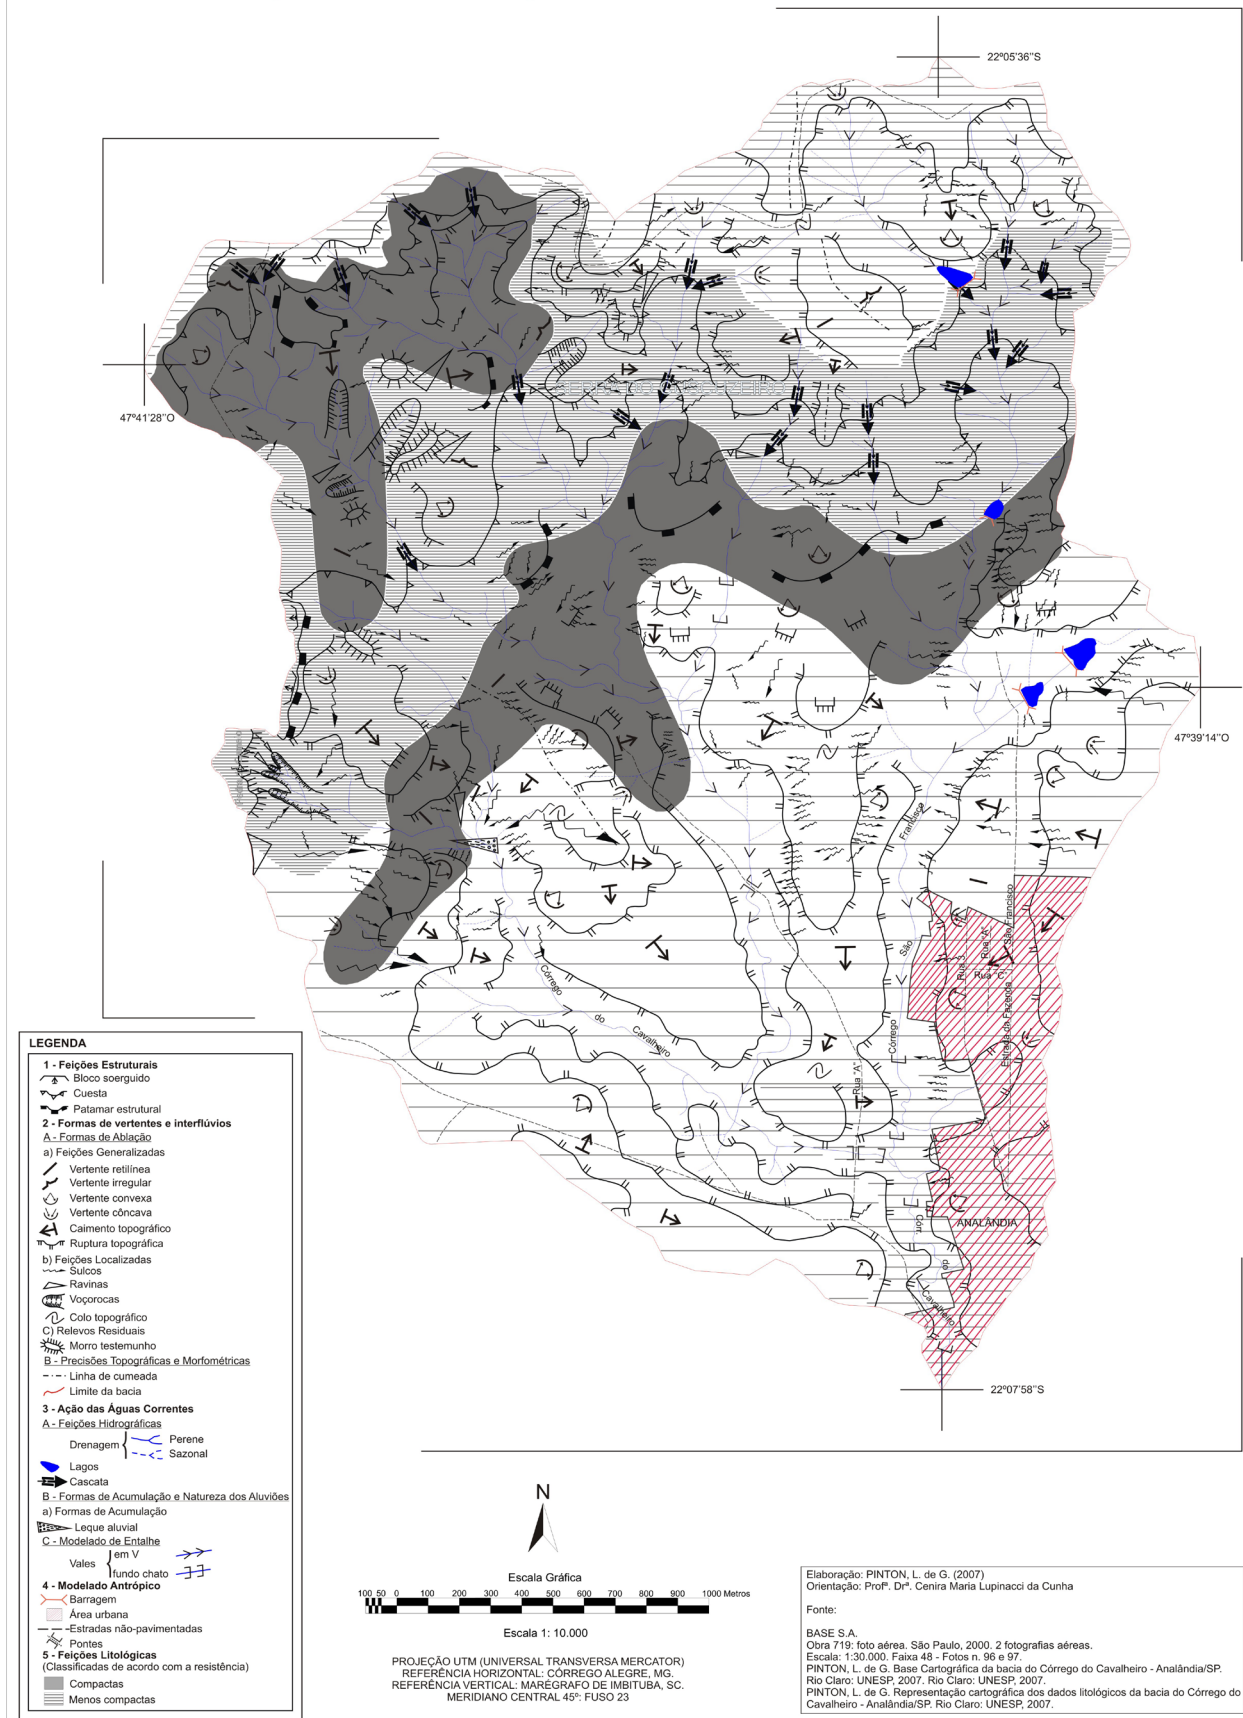 22º05'36''S
47º41'28''O
SERRA DO CUZEIRO
47º39'14''O
Francisco
São
Córrego
Estrada da Fazenda São Francisco
Rua "A"
Rua 3
Rua "C"
Córrego
do
Cavalheiro
Rua "A"
ANALÂNDIA
Córr.
do
Cavalheiro
22º07'58''S
LEGENDA
1 - Feições Estruturais
Bloco soerguido
Cuesta
Patamar estrutural
2 - Formas de vertentes e interflúvios
A - Formas de Ablação
a) Feições Generalizadas
Vertente retilínea
Vertente irregular
Vertente convexa
Vertente côncava
Caimento topográfico
Ruptura topográfica
b) Feições Localizadas
Sulcos
Ravinas
Voçorocas
Colo topográfico
C) Relevos Residuais
Morro testemunho
B - Precisões Topográficas e Morfométricas
Linha de cumeada
Limite da bacia
3 - Ação das Águas Correntes
A - Feições Hidrográficas
Drenagem
Perene
Sazonal
Lagos
Cascata
B - Formas de Acumulação e Natureza dos Aluviões
a) Formas de Acumulação
Leque aluvial
C - Modelado de Entalhe
Vales
em V
fundo chato
4 - Modelado Antrópico
Barragem
Área urbana
Estradas não-pavimentadas
Pontes
5 - Feições Litológicas
(Classificadas de acordo com a resistência)
Compactas
Menos compactas
N
Escala Gráfica
100 50 0 100 200 300 400 500 600 700 800 900 1000 Metros
Escala 1: 10.000
PROJEÇÃO UTM (UNIVERSAL TRANSVERSA MERCATOR)
REFERÊNCIA HORIZONTAL: CÓRREGO ALEGRE, MG.
REFERÊNCIA VERTICAL: MARÉGRAFO DE IMBITUBA, SC.
MERIDIANO CENTRAL 45º: FUSO 23
Elaboração: PINTON, L. de G. (2007)
Orientação: Profª. Drª. Cenira Maria Lupinacci da Cunha
Fonte:
BASE S.A.
Obra 719: foto aérea. São Paulo, 2000. 2 fotografias aéreas.
Escala: 1:30.000. Faixa 48 - Fotos n. 96 e 97.
PINTON, L. de G. Base Cartográfica da bacia do Córrego do Cavalheiro - Analândia/SP.
Rio Claro: UNESP, 2007. Rio Claro: UNESP, 2007.
PINTON, L. de G. Representação cartográfica dos dados litológicos da bacia do Córrego do
Cavalheiro - Analândia/SP. Rio Claro: UNESP, 2007.